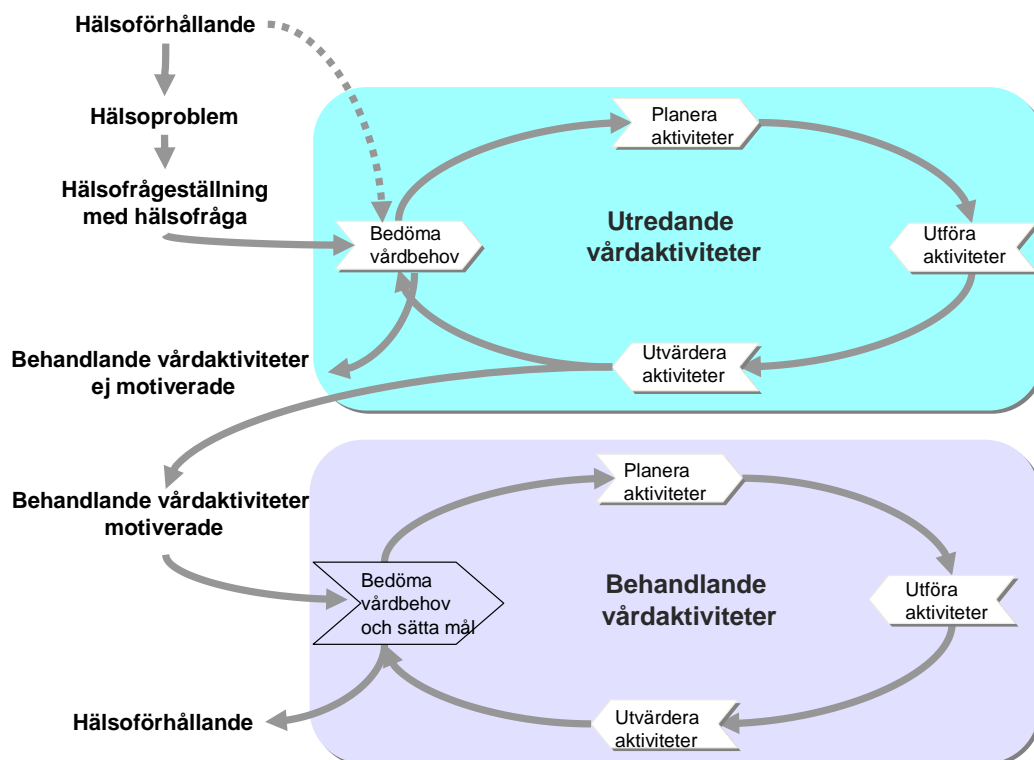 Hälsoförhållande
Hälsoproblem
Hälsofrågeställning
med hälsofråga
Planera
aktiviteter
Bedöma
vårdbehov
Utredande
vårdaktiviteter
Utföra
aktiviteter
Utvärdera
aktiviteter
Behandlande vårdaktiviteter
ej motiverade
Behandlande vårdaktiviteter
motiverade
Planera
aktiviteter
Bedöma
vårdbehov
och sätta mål
Behandlande
vårdaktiviteter
Utföra
aktiviteter
Utvärdera
aktiviteter
Hälsoförhållande